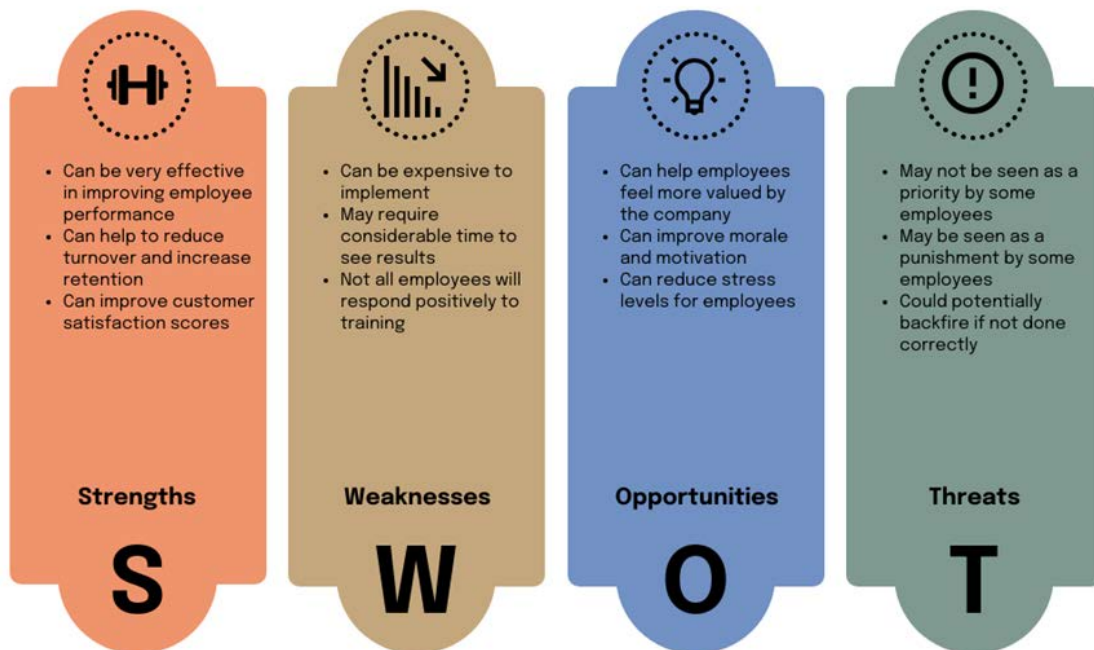 • Can be very effective
in improving employee
performance
• Can help to reduce
turnover and increase
retention
• Can improve customer
satisfaction scores
Strengths
S
• Can be expensive to
implement
• May require
considerable time to
see results
• Not all employees will
respond positively to
training
Weaknesses
W
• Can help employees
feel more valued by
the company
• Can improve morale
and motivation
• Can reduce stress
levels for employees
Opportunities
O
• May not be seen as a
priority by some
employees
• May be seen as a
punishment by some
employees
• Could potentially
backfire if not done
correctly
Threats
T